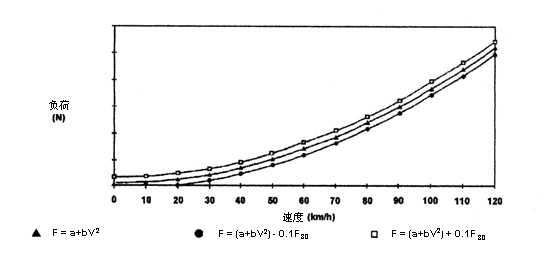 负荷
(N)
0 10 20 30 40 50 60 70 80 90 100 110 120
速度 (km/h)
▲ F = a+bV² ● F = (a+bV²) - 0.1F₈₀ □ F = (a+bV²) + 0.1F₈₀